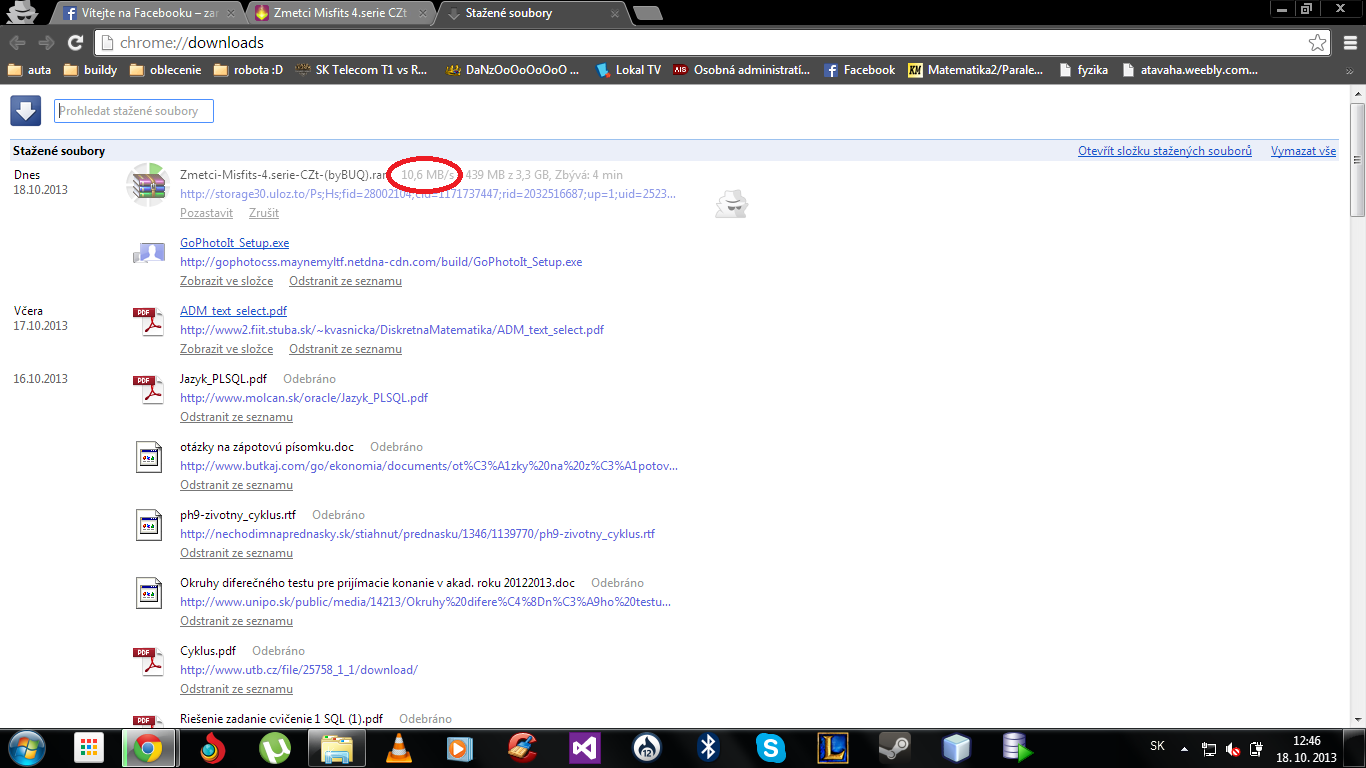 Vítejte na Facebooku – zar
Zmetci Misfits 4.serie CZt
Stažené soubory
chrome://downloads
auta
buildy
oblecenie
robota :D
SK Telecom T1 vs R...
DaNzOoOoOoOoO ...
Lokal TV
AIS
Osobná administratí...
Facebook
KM
Matematika2/Parale...
fyzika
atavaha.weebly.com...
Prohledat stažené soubory
Stažené soubory
Otevřít složku stažených souborů
Vymazat vše
Dnes
18.10.2013
Zmetci-Misfits-4.serie-CZt-(byBUQ).rar
10,6 MB/s - 439 MB z 3,3 GB, Zbývá: 4 min
http://storage30.uloz.to/Ps;Hs;fid=28002104;cid=1171737447;rid=2032516687;up=1;uid=2523...
Pozastavit
Zrušit
GoPhotoIt_Setup.exe
http://gophotocss.maynemyltf.netdna-cdn.com/build/GoPhotoIt_Setup.exe
Zobrazit ve složce
Odstranit ze seznamu
Včera
17.10.2013
PDF
ADM_text_select.pdf
http://www2.fiit.stuba.sk/~kvasnicka/DiskretnaMatematika/ADM_text_select.pdf
Zobrazit ve složce
Odstranit ze seznamu
16.10.2013
PDF
Jazyk_PLSQL.pdf
Odebráno
http://www.molcan.sk/oracle/Jazyk_PLSQL.pdf
Odstranit ze seznamu
otázky na zápotovú písomku.doc
Odebráno
http://www.butkaj.com/go/ekonomia/documents/ot%C3%A1zky%20na%20z%C3%A1potov...
Odstranit ze seznamu
ph9-zivotny_cyklus.rtf
Odebráno
http://nechodimnaprednasky.sk/stiahnut/prednasku/1346/1139770/ph9-zivotny_cyklus.rtf
Odstranit ze seznamu
Okruhy diferečného testu pre prijímacie konanie v akad. roku 20122013.doc
Odebráno
http://www.unipo.sk/public/media/14213/Okruhy%20difere%C4%8Dn%C3%A9ho%20testu...
Odstranit ze seznamu
PDF
Cyklus.pdf
Odebráno
http://www.utb.cz/file/25758_1_1/download/
Odstranit ze seznamu
PDF
Riešenie zadanie cvičenie 1 SQL (1).pdf
Odebráno
12
L
SK
12:46
18. 10. 2013